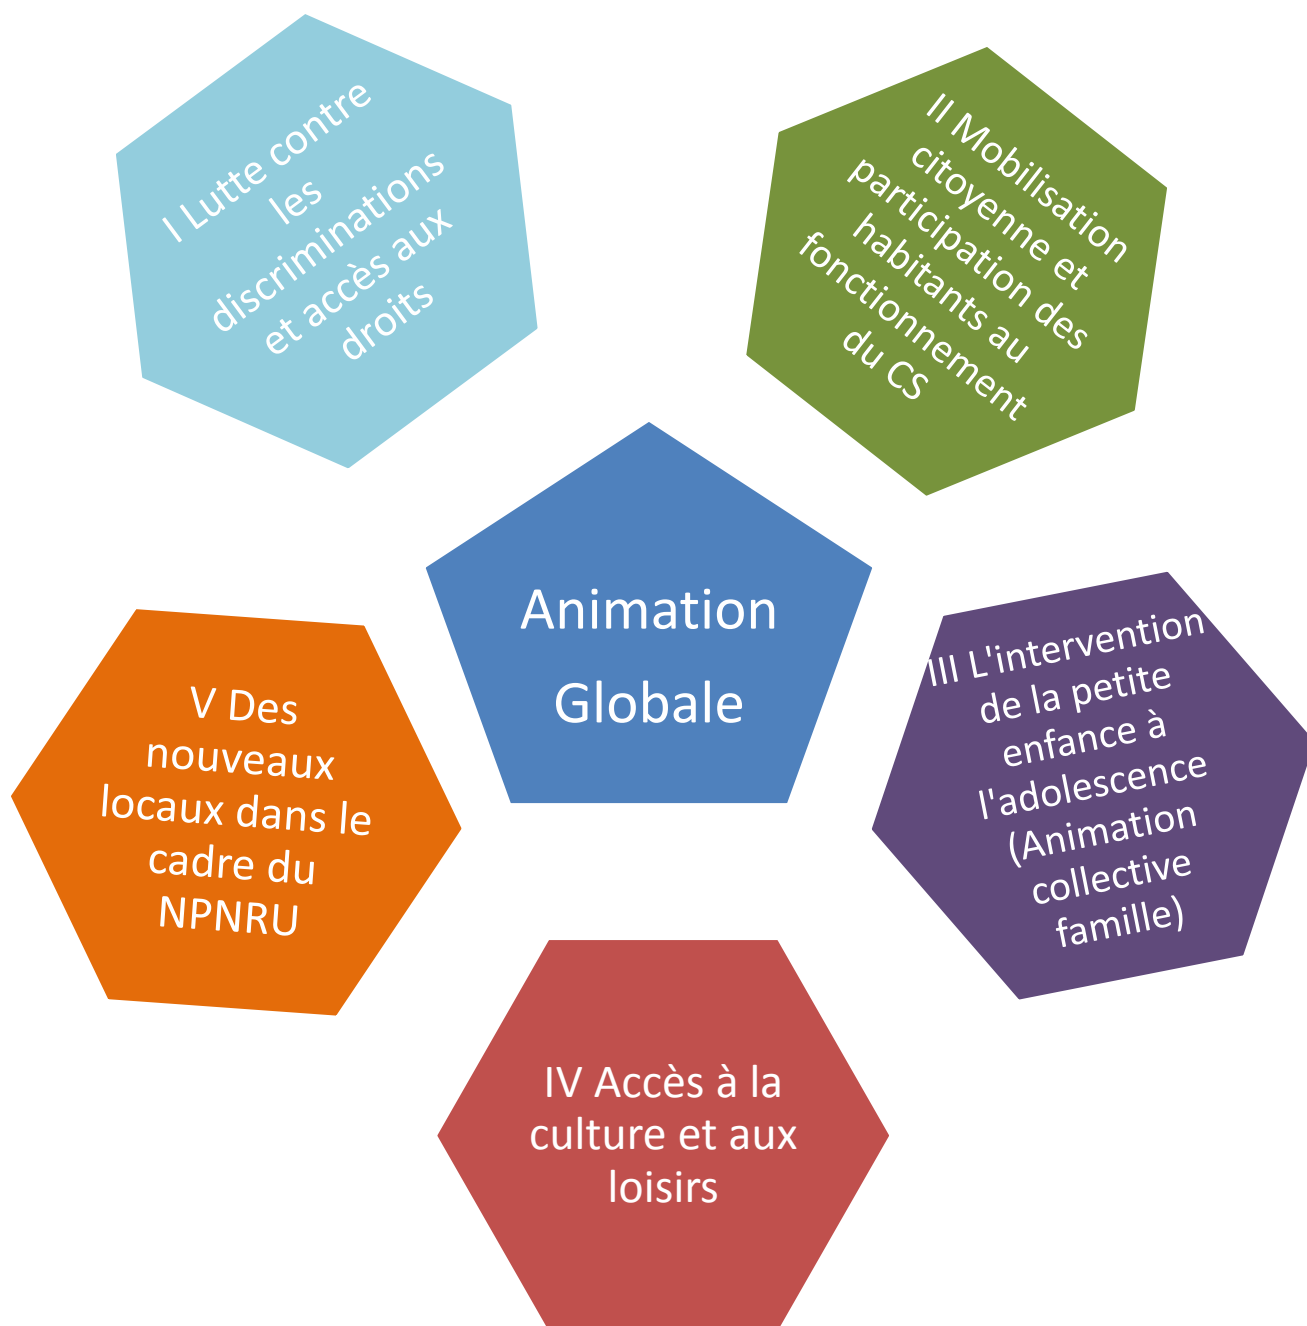 I Lutte contre
les
discriminations
et accès aux
droits
II Mobilisation
citoyenne et
participation des
habitants au
fonctionnement
du CS
Animation
Globale
III L'intervention
de la petite
enfance à
l'adolescence
(Animation
collective
famille)
V Des
nouveaux
locaux dans le
cadre du
NPNRU
IV Accès à la
culture et aux
loisirs